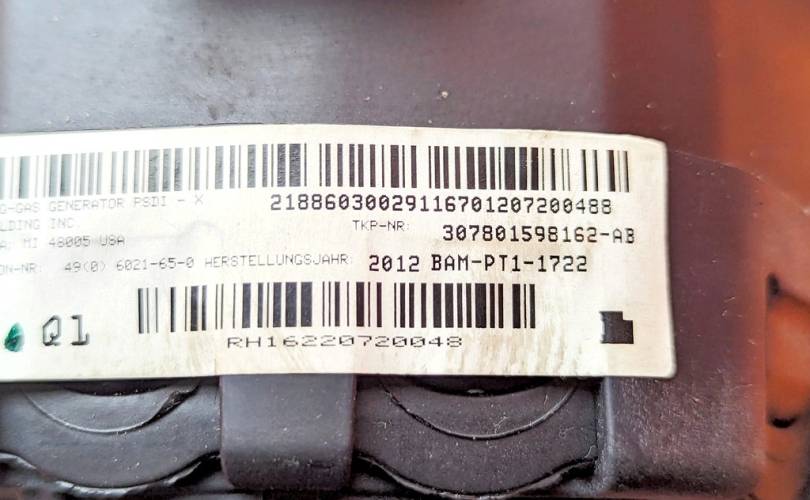 G-GAS GENERATOR PSDI - X
21886030029116701207200488
LDING INC
TKP-NR: 307801598162-AB
A; MI 48005 USA
ON-NR: 49(0) 6021-65-0 HERSTELLUNGSJAHR: 2012 BAM-PT1-1722
Q1
RH16220720048